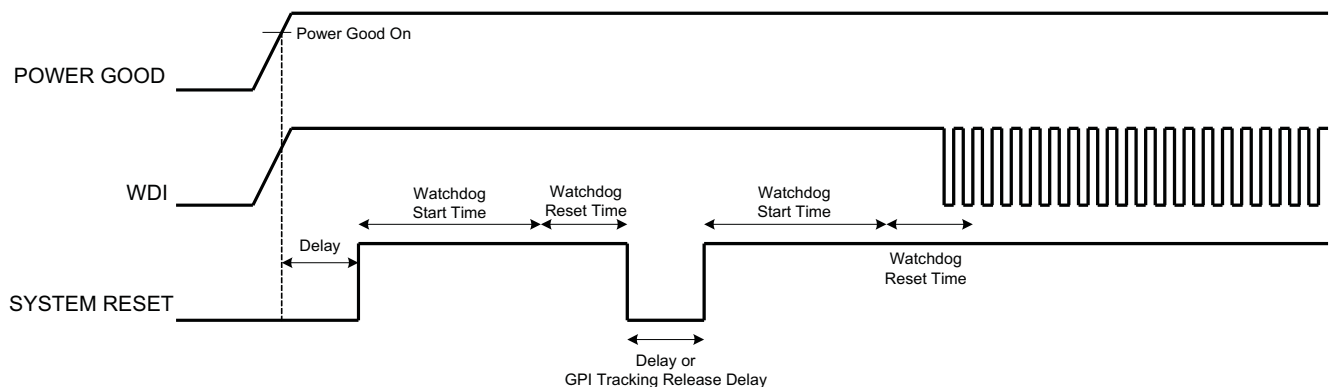 Power Good On
POWER GOOD
WDI
Watchdog
Start Time
Watchdog
Reset Time
Watchdog
Start Time
Delay
Watchdog
Reset Time
SYSTEM RESET
Delay or
GPI Tracking Release Delay